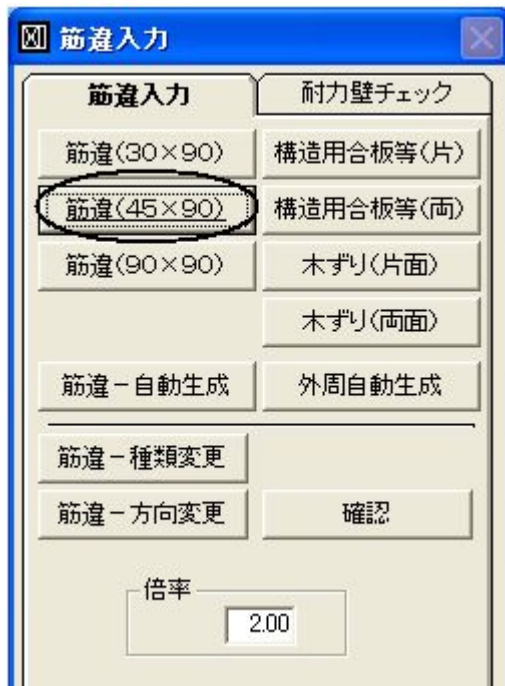 筋違入力
筋違入力 耐力壁チェック
筋違(30×90) 構造用合板等(片)
筋違(45×90) 構造用合板等(両)
筋違(90×90) 木ずり(片面)
木ずり(両面)
筋違－自動生成 外周自動生成
筋違－種類変更
筋違－方向変更 確認
倍率
2.00